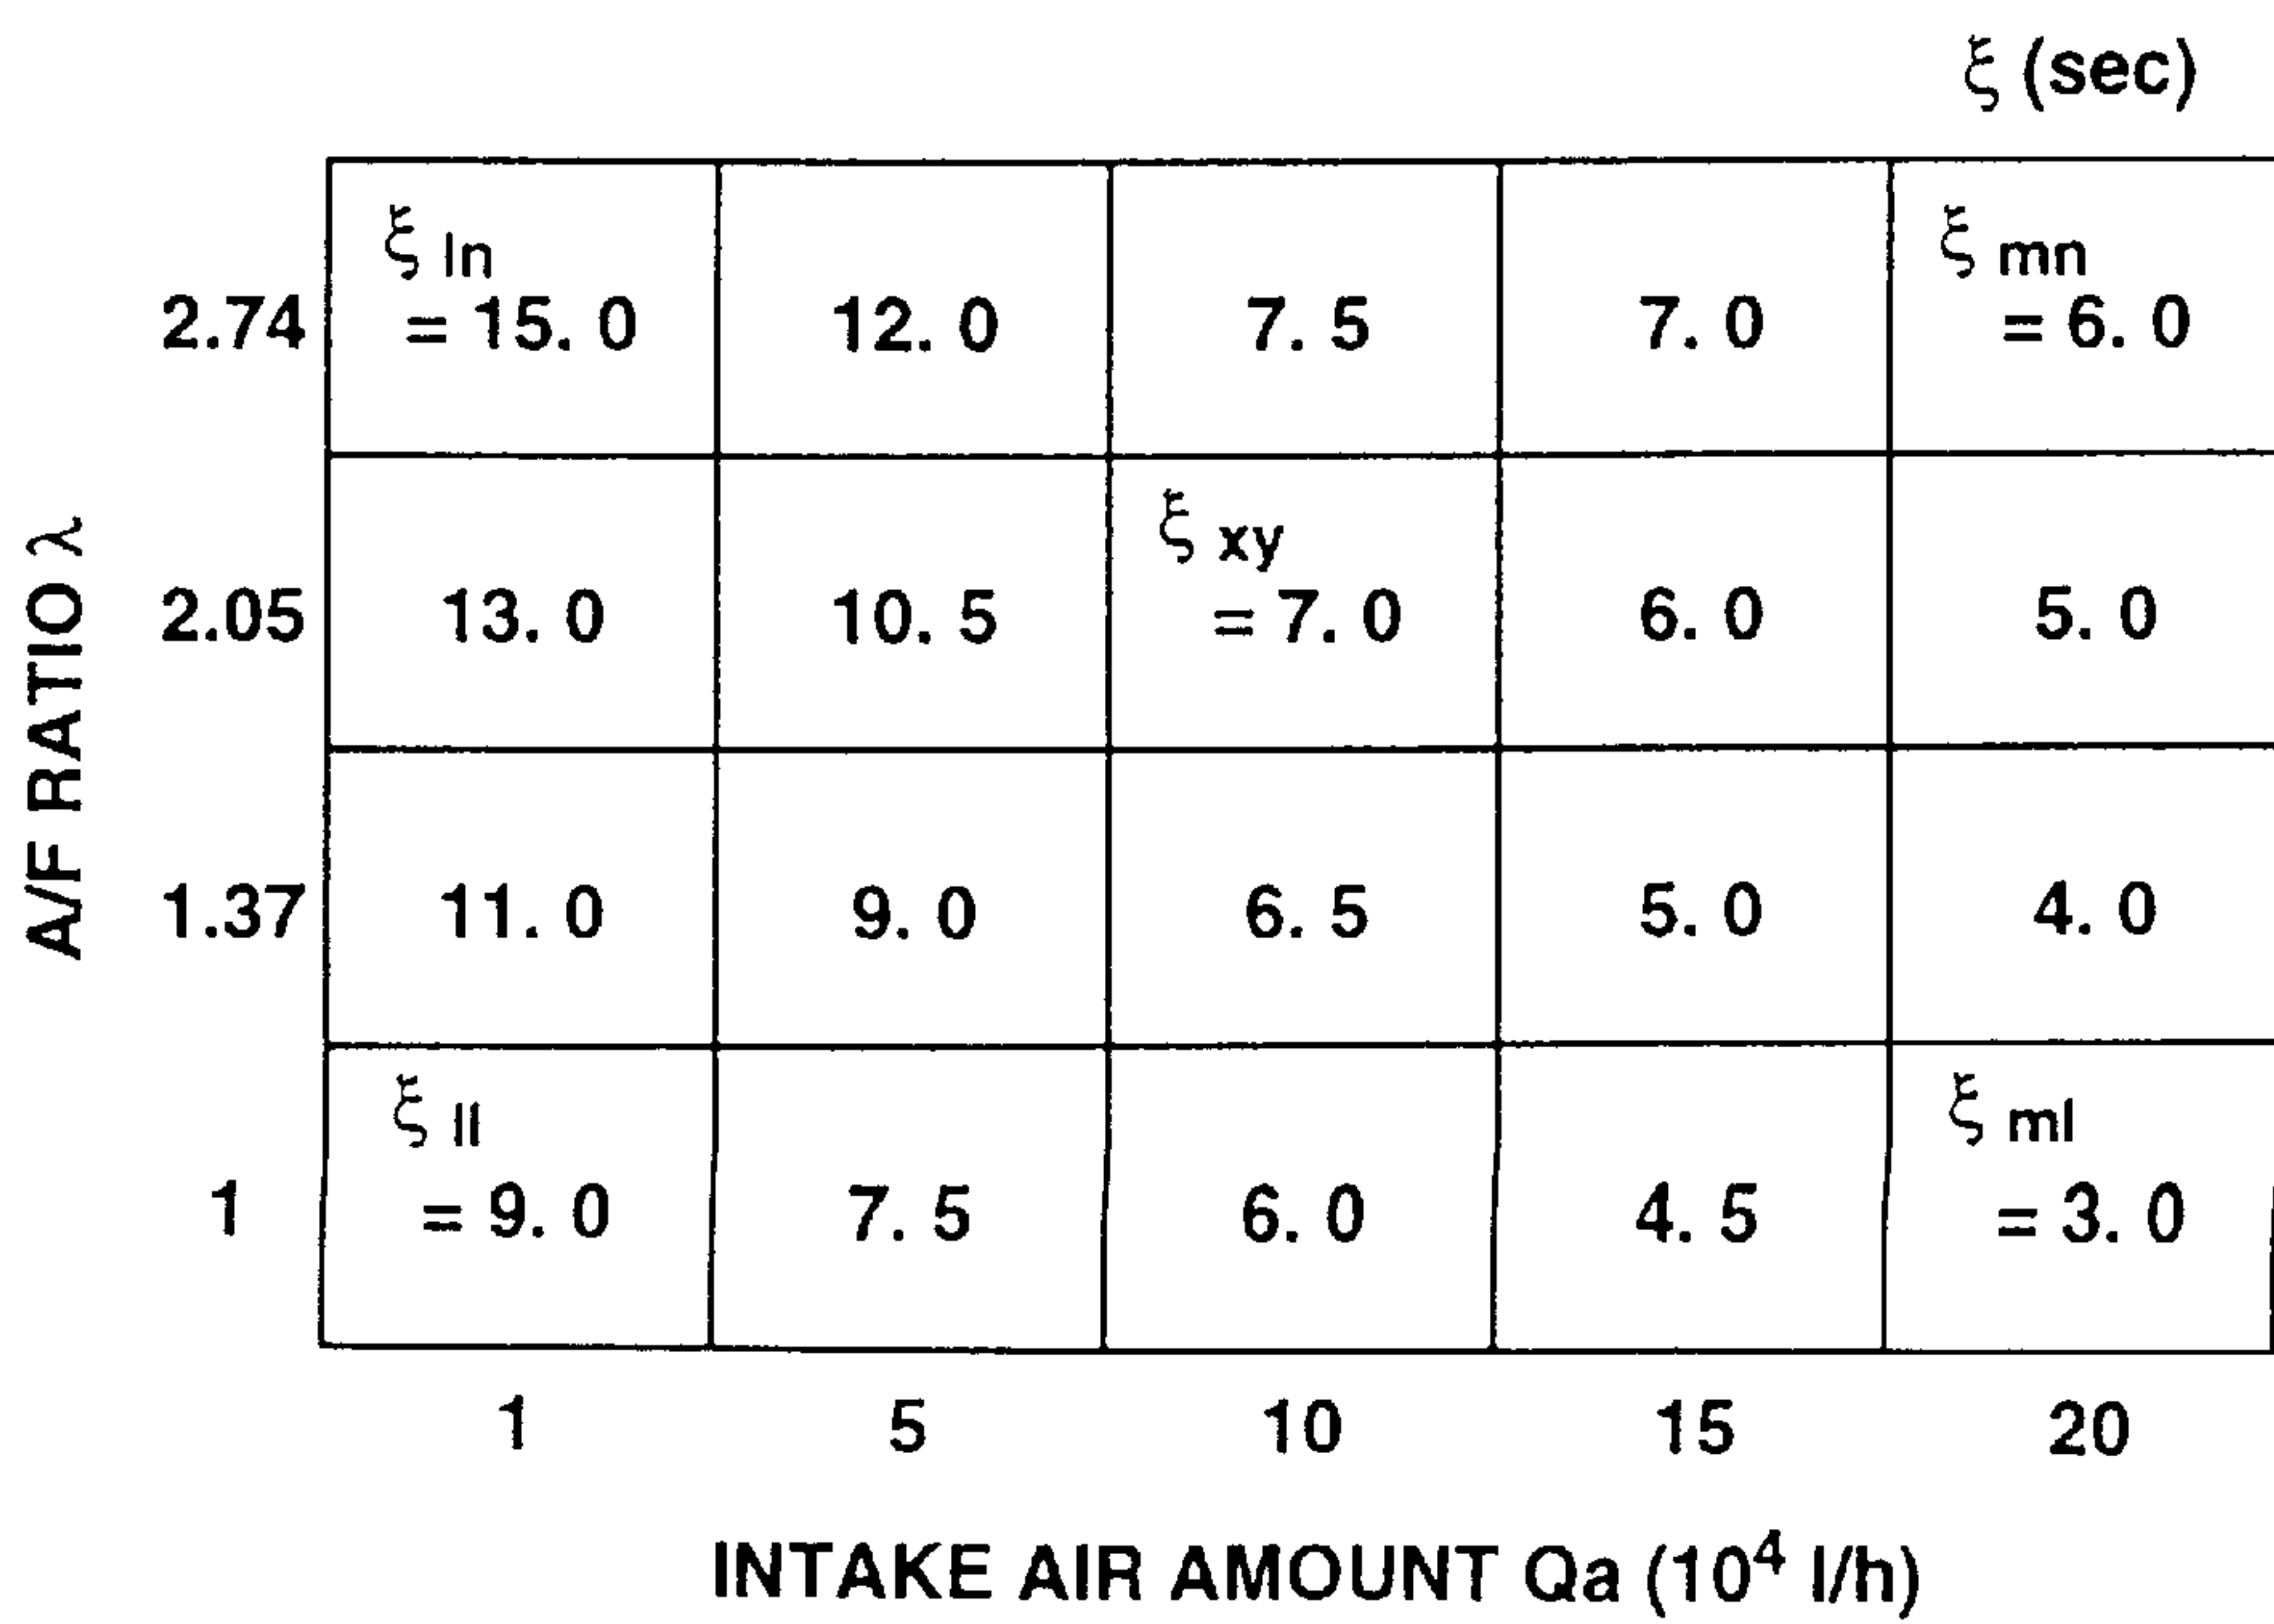 ξ (sec)
ξ ln
2.74 = 15. 0 12. 0 7. 5 7. 0 ξ mn = 6. 0
A/F RATIO λ
2.05 13. 0 10. 5 ξ xy = 7. 0 6. 0 5. 0
1.37 11. 0 9. 0 6. 5 5. 0 4. 0
ξ ll ξ ml
1 = 9. 0 7. 5 6. 0 4. 5 = 3. 0
1 5 10 15 20
INTAKE AIR AMOUNT Qa (10⁴ l/h)